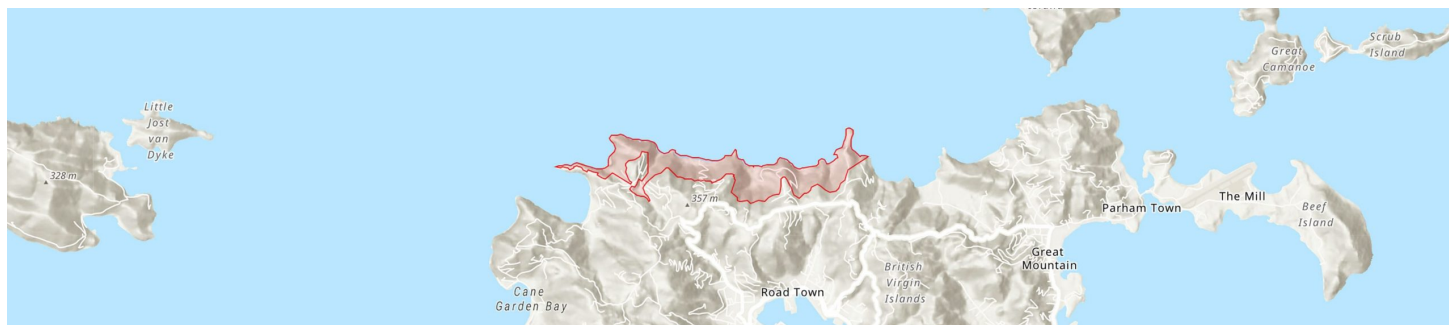 Island
Scrub
Island
Great
Camanoe
Little
Jost
van
Dyke
328 m
The Mill
357 m
Parham Town
Beef
Island
Great
Mountain
British
Virgin
Islands
Cane
Garden Bay
Road Town